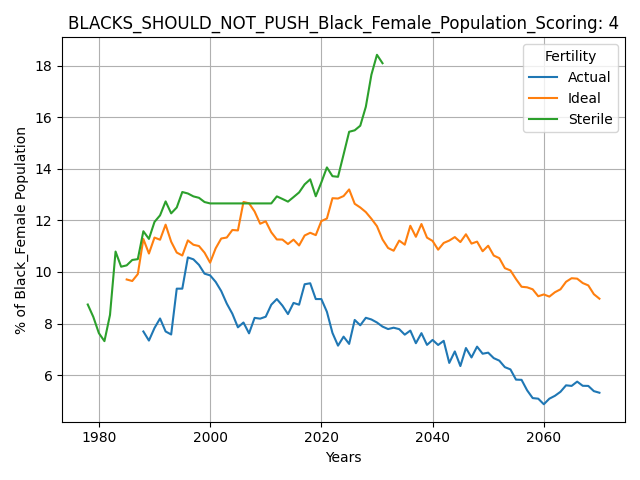 BLACKS_SHOULD_NOT_PUSH_Black_Female_Population_Scoring: 4
Fertility
Actual
Ideal
Sterile
% of Black_Female Population
18
16
14
12
10
8
6
1980
2000
2020
2040
2060
Years